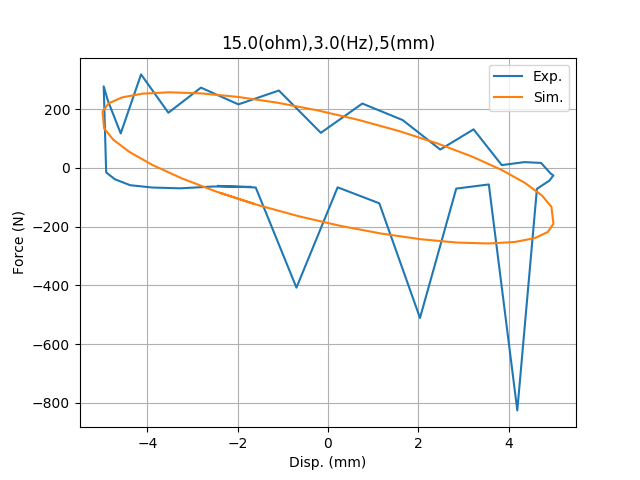 15.0(ohm),3.0(Hz),5(mm)
Exp.
Sim.
200
0
−200
−400
−600
−800
Force (N)
−4
−2
0
2
4
Disp. (mm)